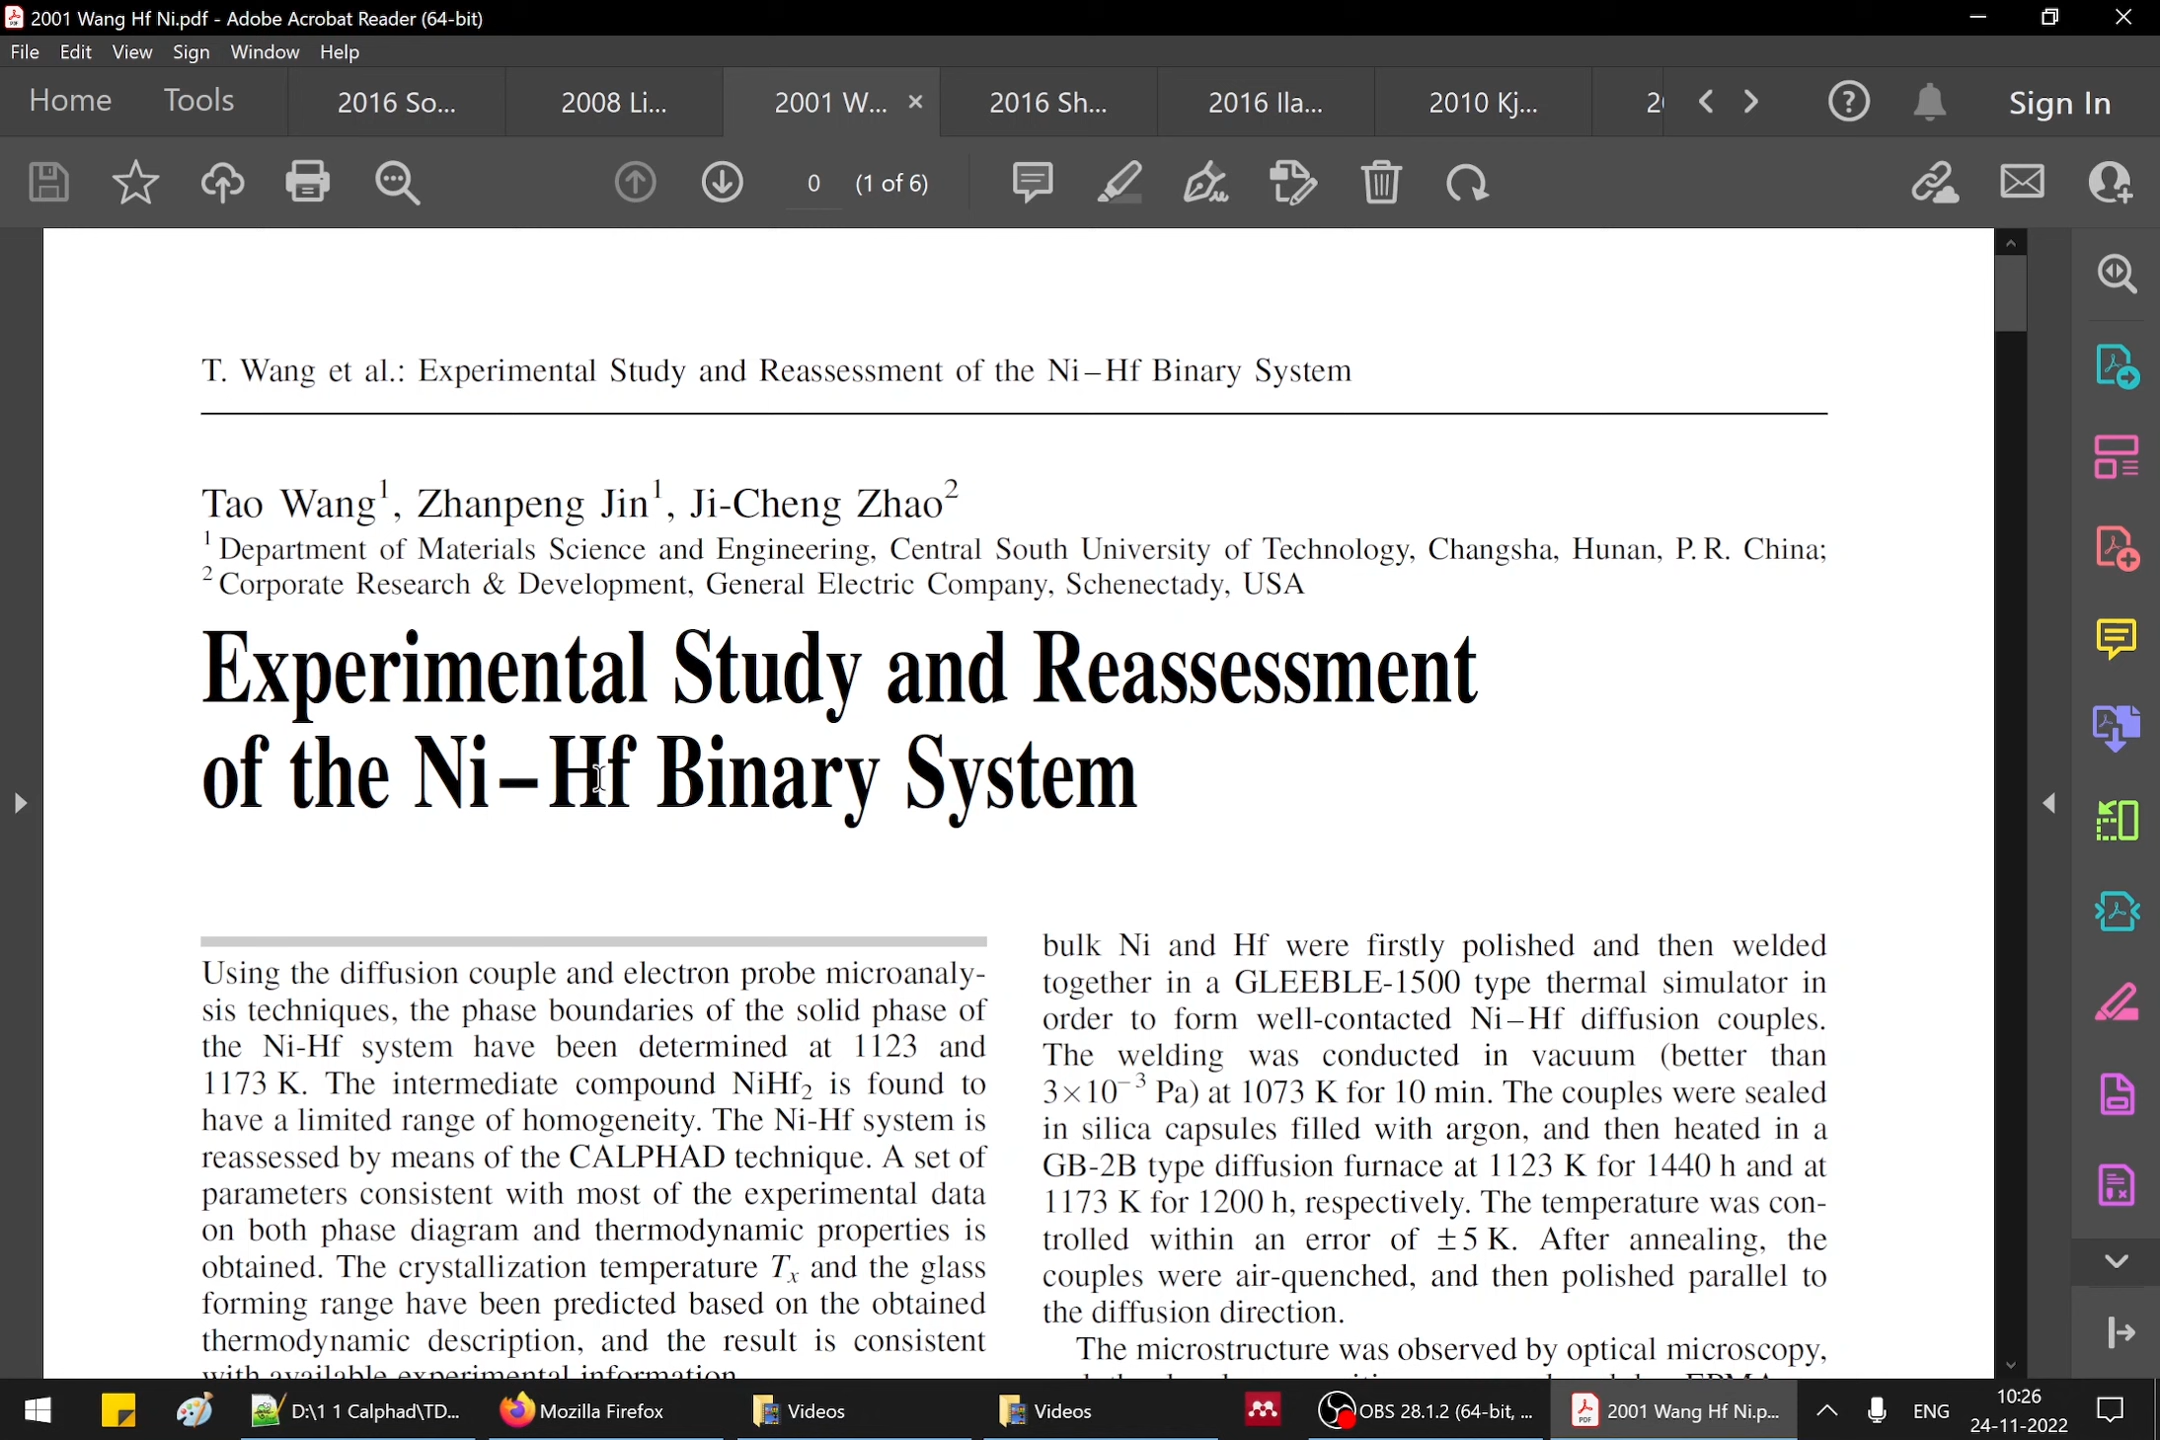 2001 Wang Hf Ni.pdf - Adobe Acrobat Reader (64-bit)
File Edit View Sign Window Help
Home Tools 2016 So... 2008 Li... 2001 W... 2016 Sh... 2016 Ila... 2010 Kj... Sign In
0 (1 of 6)
T. Wang et al.: Experimental Study and Reassessment of the Ni–Hf Binary System
Tao Wang1, Zhanpeng Jin1, Ji-Cheng Zhao2
1 Department of Materials Science and Engineering, Central South University of Technology, Changsha, Hunan, P. R. China;
2 Corporate Research & Development, General Electric Company, Schenectady, USA
Experimental Study and Reassessment
of the Ni–Hf Binary System
Using the diffusion couple and electron probe microanaly-
sis techniques, the phase boundaries of the solid phase of
the Ni-Hf system have been determined at 1123 and
1173 K. The intermediate compound NiHf2 is found to
have a limited range of homogeneity. The Ni-Hf system is
reassessed by means of the CALPHAD technique. A set of
parameters consistent with most of the experimental data
on both phase diagram and thermodynamic properties is
obtained. The crystallization temperature Tx and the glass
forming range have been predicted based on the obtained
thermodynamic description, and the result is consistent
with available experimental information.
bulk Ni and Hf were firstly polished and then welded
together in a GLEEBLE-1500 type thermal simulator in
order to form well-contacted Ni–Hf diffusion couples.
The welding was conducted in vacuum (better than
3×10−3 Pa) at 1073 K for 10 min. The couples were sealed
in silica capsules filled with argon, and then heated in a
GB-2B type diffusion furnace at 1123 K for 1440 h and at
1173 K for 1200 h, respectively. The temperature was con-
trolled within an error of ±5 K. After annealing, the
couples were air-quenched, and then polished parallel to
the diffusion direction.
The microstructure was observed by optical microscopy,
D:\1 1 Calphad\TD... Mozilla Firefox Videos Videos OBS 28.1.2 (64-bit, ... 2001 Wang Hf Ni.p... ENG 10:26
24-11-2022